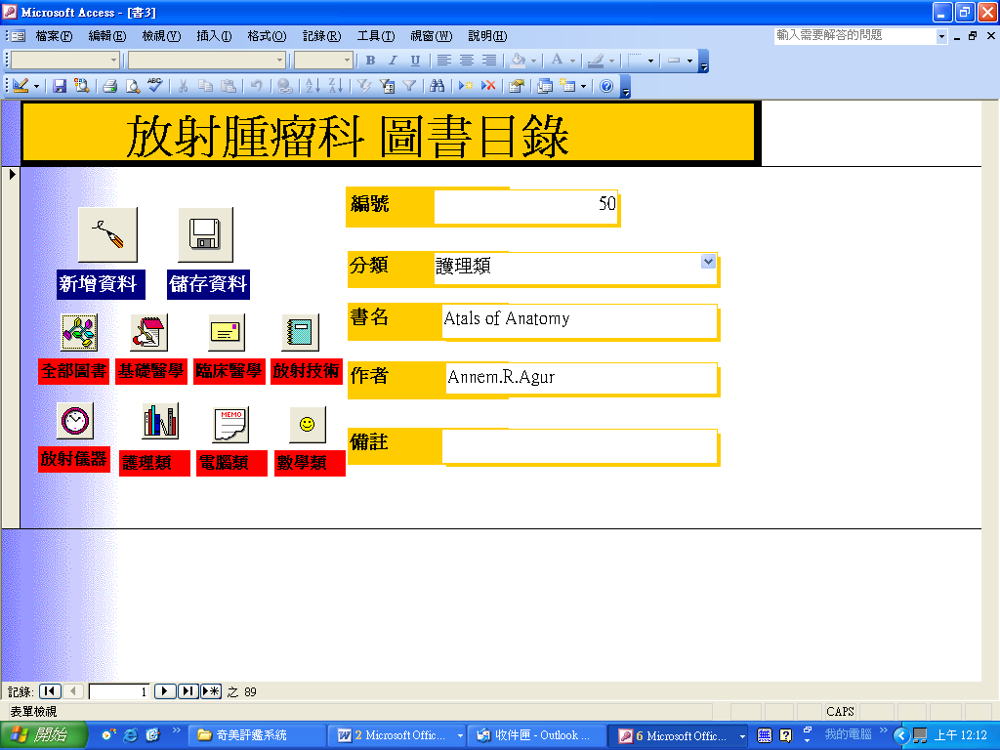 Microsoft Access - [書3]
檔案(F) 編輯(E) 檢視(V) 插入(I) 格式(O) 記錄(R) 工具(T) 視窗(W) 說明(H) 輸入需要解答的問題
放射腫瘤科 圖書目錄
編號 50
新增資料 儲存資料
分類 護理類
書名 Atals of Anatomy
全部圖書 基礎醫學 臨床醫學 放射技術
作者 Annem.R.Agur
備註
MEMO
放射儀器 護理類 電腦類 數學類
記錄: 1 之 89
表單檢視 CAPS
開始 奇美評鑑系統 2 Microsoft Offic... 收件匣 - Outlook ... 6 Microsoft Offic... 我的電腦 上午 12:12